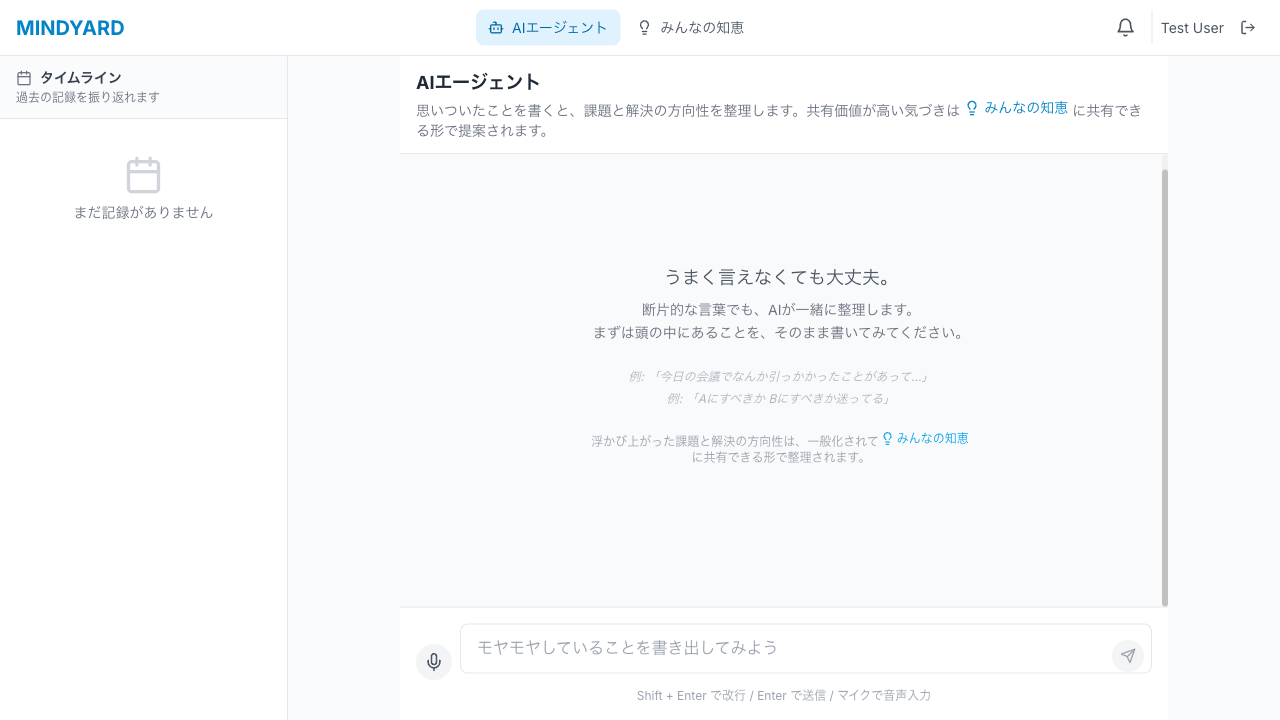 MINDYARD
AIエージェント
みんなの知恵
Test User
タイムライン
過去の記録を振り返れます
まだ記録がありません
AIエージェント
思いついたことを書くと、課題と解決の方向性を整理します。共有価値が高い気づきは みんなの知恵 に共有でき
る形で提案されます。
うまく言えなくても大丈夫。
断片的な言葉でも、AIが一緒に整理します。
まずは頭の中にあることを、そのまま書いてみてください。
例: 「今日の会議でなんか引っかかったことがあって...」
例: 「Aにすべきか Bにすべきか迷ってる」
浮かび上がった課題と解決の方向性は、一般化されて みんなの知恵
に共有できる形で整理されます。
モヤモヤしていることを書き出してみよう
Shift + Enter で改行 / Enter で送信 / マイクで音声入力